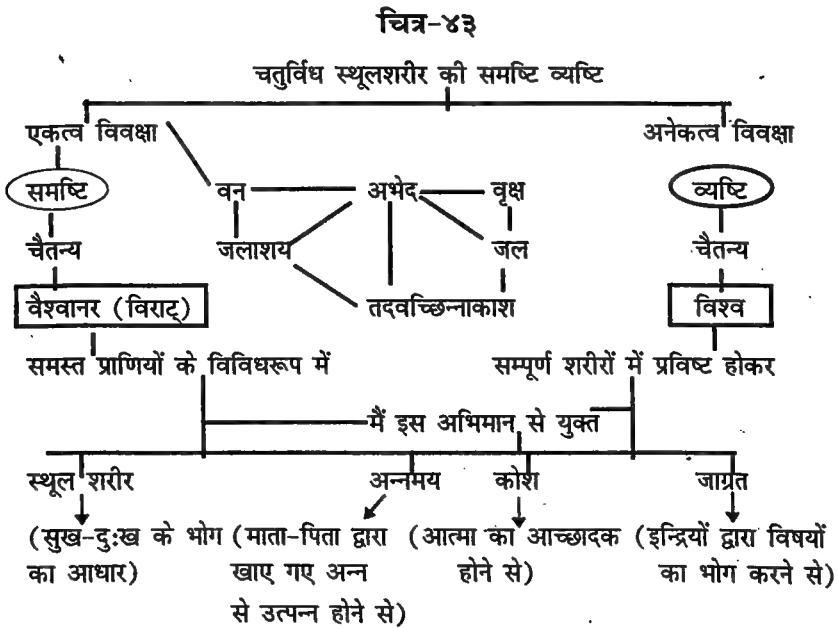 चित्र-४३
चतुर्विध स्थूलशरीर की समष्टि व्यष्टि
एकत्व विवक्षा अनेकत्व विवक्षा
समष्टि वन अभेद वृक्ष व्यष्टि
चैतन्य जलाशय जल चैतन्य
वैश्वानर (विराट्) तदवच्छिन्नाकाश विश्व
समस्त प्राणियों के विविधरूप में सम्पूर्ण शरीरों में प्रविष्ट होकर
मैं इस अभिमान से युक्त
स्थूल शरीर अन्नमय कोश जाग्रत
(सुख-दुःख के भोग (माता-पिता द्वारा (आत्मा का आच्छादक (इन्द्रियों द्वारा विषयों
का आधार) खाए गए अन्न होने से) का भोग करने से)
से उत्पन्न होने से)